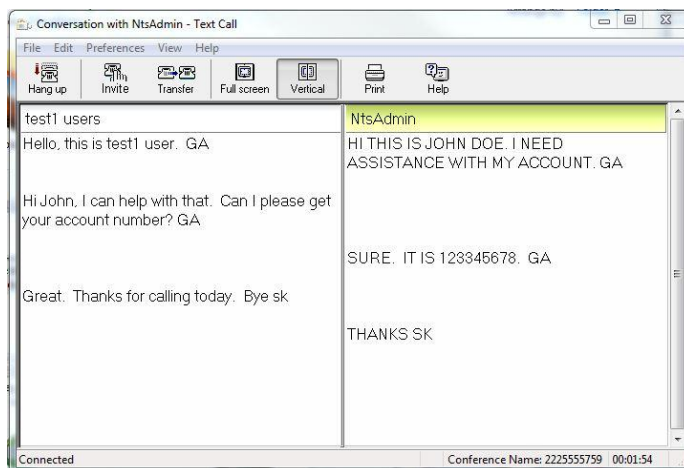 Conversation with NtsAdmin - Text Call
File Edit Preferences View Help
Hang up Invite Transfer Full screen Vertical Print Help
test1 users
Hello, this is test1 user. GA
Hi John, I can help with that. Can I please get
your account number? GA
Great. Thanks for calling today. Bye sk
NtsAdmin
HI THIS IS JOHN DOE. I NEED
ASSISTANCE WITH MY ACCOUNT. GA
SURE. IT IS 123345678. GA
THANKS SK
Connected
Conference Name: 2225555759 00:01:54